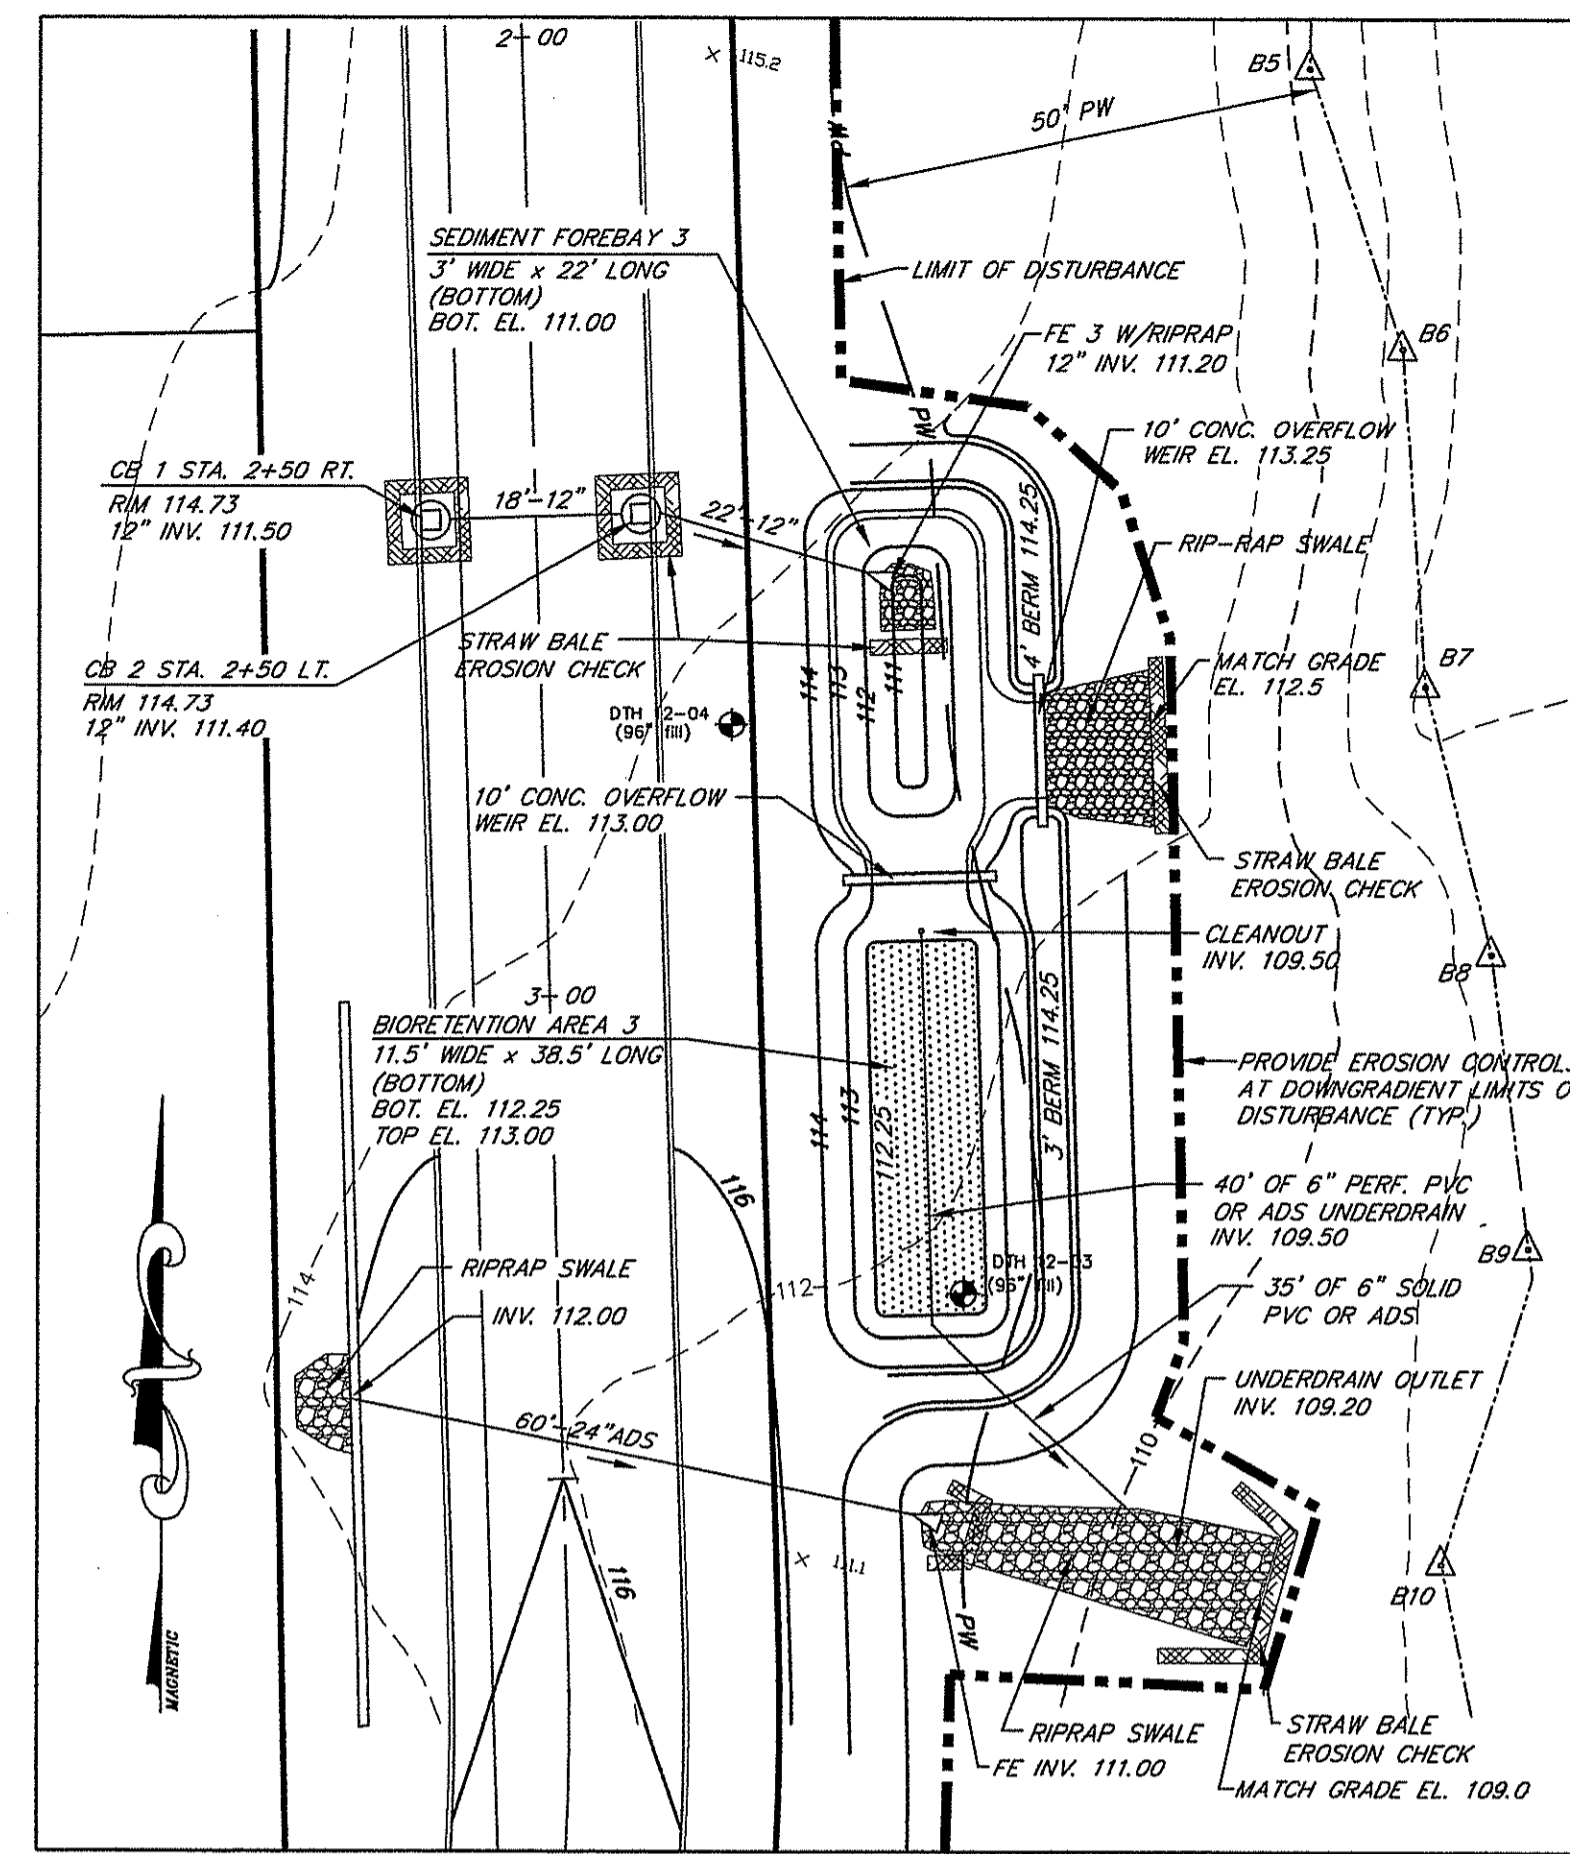 2+00
× 115.2
B5
50' PW
PW
SEDIMENT FOREBAY 3
3' WIDE x 22' LONG
(BOTTOM)
BOT. EL. 111.00
LIMIT OF DISTURBANCE
FE 3 W/RIPRAP
12" INV. 111.20
B6
PW
10' CONC. OVERFLOW
WEIR EL. 113.25
CB 1 STA. 2+50 RT.
RIM 114.73
12" INV. 111.50
18'-12"
22'-12"
4' BERM 114.25
RIP-RAP SWALE
STRAW BALE
EROSION CHECK
114
113
112
111
MATCH GRADE
EL. 112.5
B7
CB 2 STA. 2+50 LT.
RIM 114.73
12" INV. 111.40
DTH 12-04
(96" fill)
10' CONC. OVERFLOW
WEIR EL. 113.00
STRAW BALE
EROSION CHECK
CLEANOUT
INV. 109.50
B8
3+00
BIORETENTION AREA 3
11.5' WIDE x 38.5' LONG
(BOTTOM)
BOT. EL. 112.25
TOP EL. 113.00
114
113
112.25
3' BERM 114.25
PROVIDE EROSION CONTROLS
AT DOWNGRADIENT LIMITS O
DISTURBANCE (TYP.)
116
40' OF 6" PERF. PVC
OR ADS UNDERDRAIN
INV. 109.50
B9
114
RIPRAP SWALE
INV. 112.00
112
DTH 12-03
(96" fill)
35' OF 6" SOLID
PVC OR ADS
UNDERDRAIN OUTLET
INV. 109.20
60'-24"ADS
110
116
× 111.1
B10
PW
MAGNETIC
RIPRAP SWALE
FE INV. 111.00
STRAW BALE
EROSION CHECK
MATCH GRADE EL. 109.0